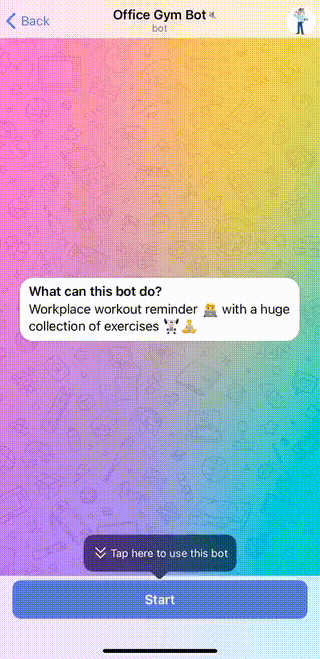 Back
Office Gym Bot
bot
What can this bot do?
Workplace workout reminder 👨‍💻 with a huge
collection of exercises 🏋️🧘
Tap here to use this bot
Start